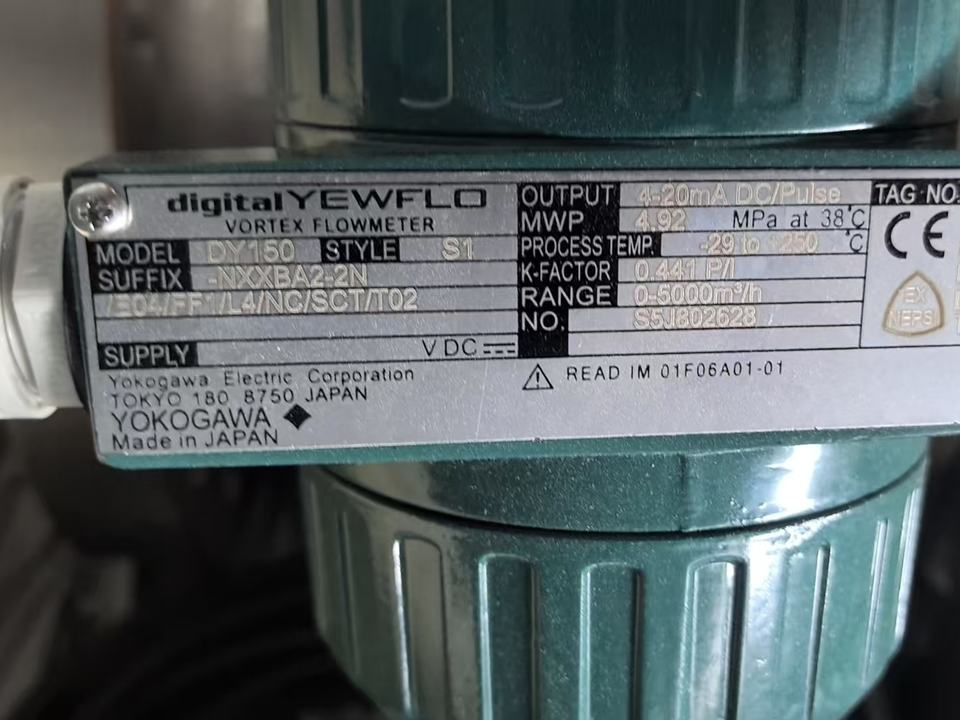 digitalYEWFLO
VORTEX FLOWMETER
MODEL DY150 STYLE S1
SUFFIX -NXXBA2-2N
/E04/FF1/L4/NC/SCT/T02
SUPPLY V DC
Yokogawa Electric Corporation
TOKYO 180 8750 JAPAN
YOKOGAWA
Made in JAPAN
OUTPUT 4-20mA DC/Pulse
MWP 4.92 MPa at 38°C
PROCESS TEMP. -29 to +250 °C
K-FACTOR 0.441 P/l
RANGE 0-5000m³/h
NO. S5J802628
READ IM 01F06A01-01
TAG NO.
CE
EX
NEPSI